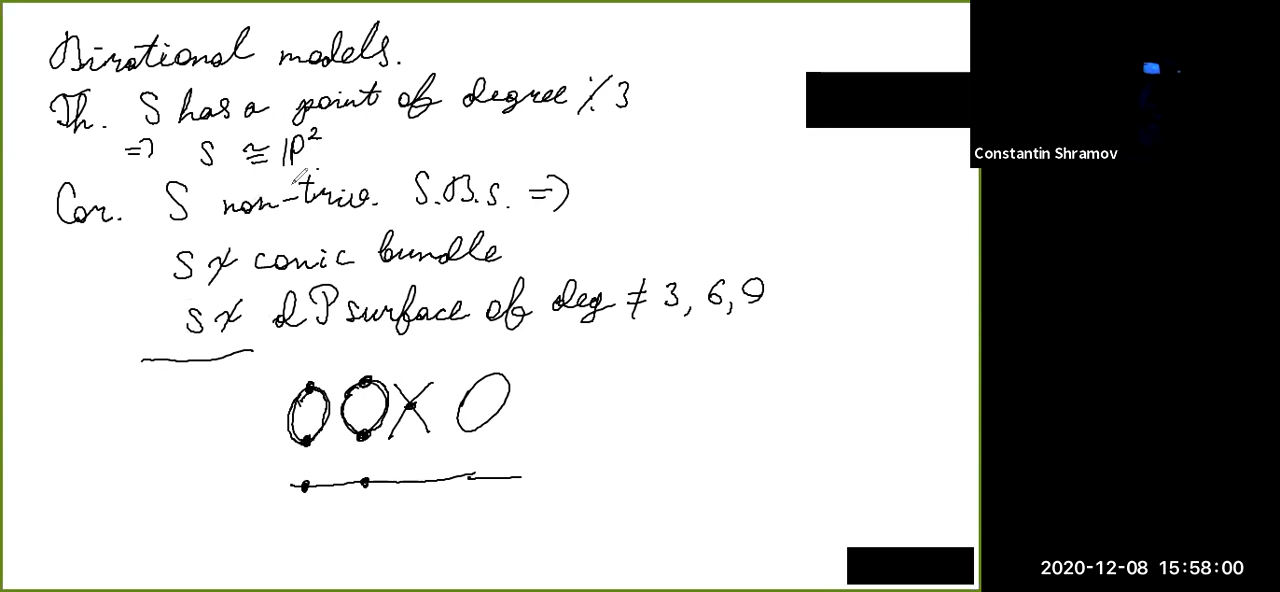 Birational models.
Th. S has a point of degree ⁒ 3
=> S ≅ P²
Cor. S non-triv. S.B.S. =>
S ≁ conic bundle
S ≁ dP surface of deg ≠ 3, 6, 9
Constantin Shramov
2020-12-08 15:58:00